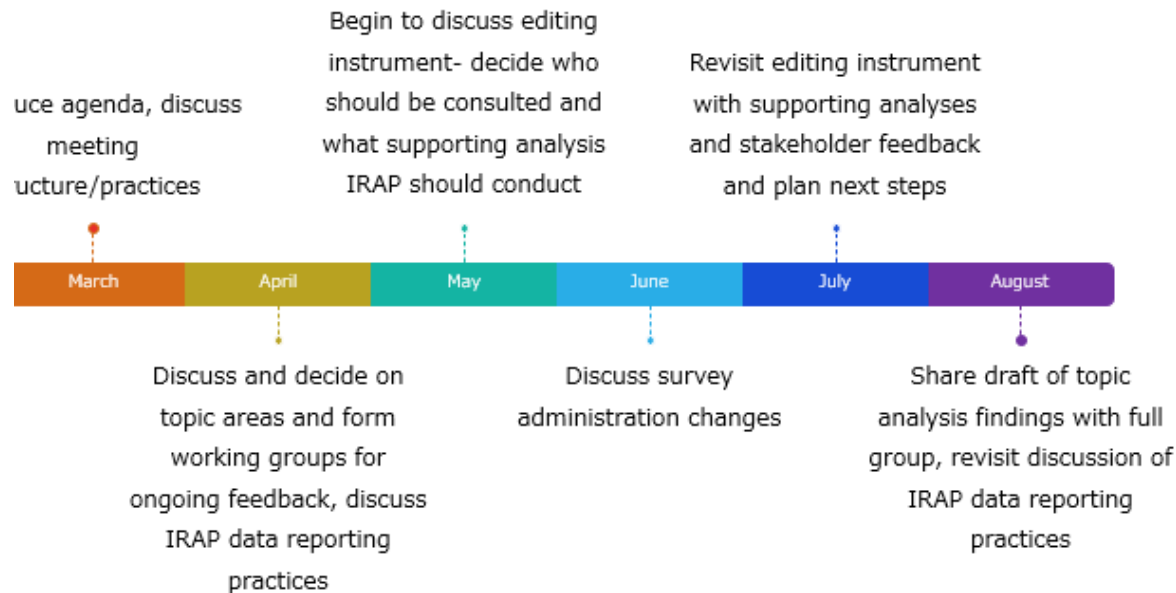 uce agenda, discuss
meeting
ucture/practices
Begin to discuss editing
instrument- decide who
should be consulted and
what supporting analysis
IRAP should conduct
Revisit editing instrument
with supporting analyses
and stakeholder feedback
and plan next steps
March
April
May
June
July
August
Discuss and decide on
topic areas and form
working groups for
ongoing feedback, discuss
IRAP data reporting
practices
Discuss survey
administration changes
Share draft of topic
analysis findings with full
group, revisit discussion of
IRAP data reporting
practices